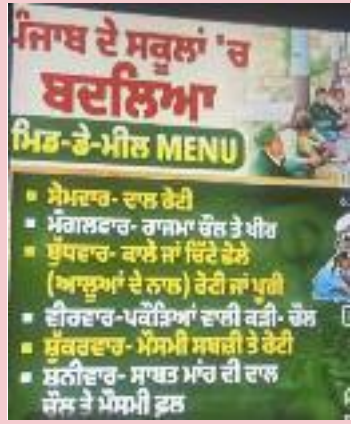 ਪੰਜਾਬ ਦੇ ਸਕੂਲਾਂ 'ਚ
ਬਦਲਿਆ
ਮਿਡ-ਡੇ-ਮੀਲ MENU
ਸੋਮਵਾਰ- ਦਾਲ ਰੋਟੀ
ਮੰਗਲਵਾਰ- ਰਾਜਮਾ ਚੌਲ ਤੇ ਖੀਰ
ਬੁੱਧਵਾਰ- ਕਾਲੇ ਜਾਂ ਚਿੱਟੇ ਛੋਲੇ
(ਆਲੂਆਂ ਦੇ ਨਾਲ) ਰੋਟੀ ਜਾਂ ਪੂਰੀ
ਵੀਰਵਾਰ-ਪਕੌੜਿਆਂ ਵਾਲੀ ਕੜੀ- ਚੌਲ
ਸ਼ੁੱਕਰਵਾਰ- ਮੌਸਮੀ ਸਬਜ਼ੀ ਤੇ ਰੋਟੀ
ਸ਼ਨੀਵਾਰ- ਸਾਬਤ ਮਾਂਹ ਦੀ ਦਾਲ
ਚੌਲ ਤੇ ਮੌਸਮੀ ਫ਼ਲ